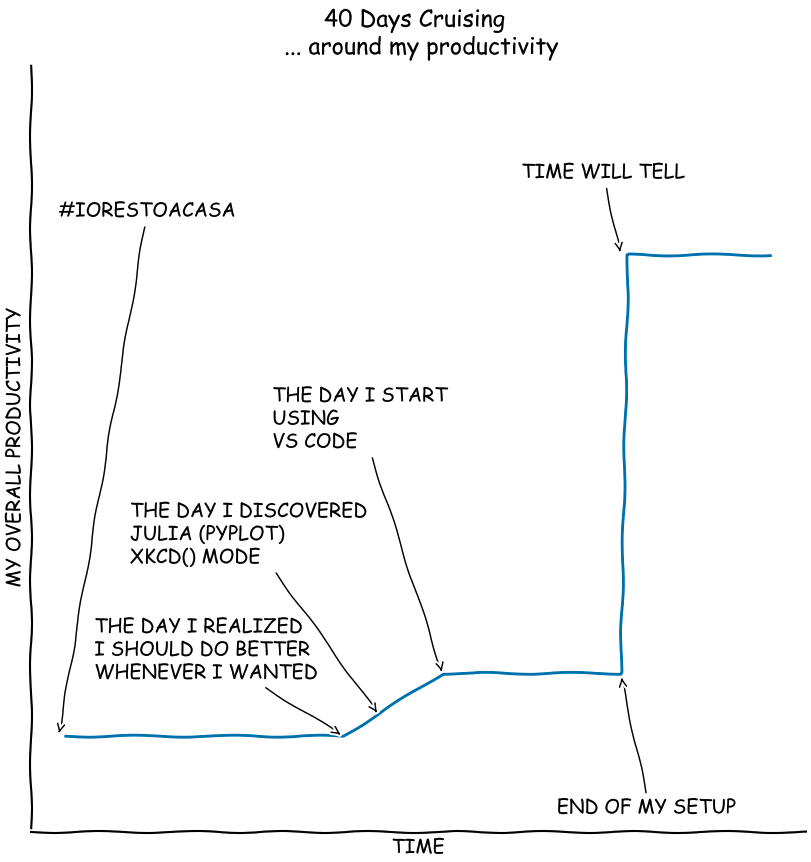 40 Days Cruising
... around my productivity
TIME WILL TELL
#IORESTOACASA
MY OVERALL PRODUCTIVITY
THE DAY I START
USING
VS CODE
THE DAY I DISCOVERED
JULIA (PYPLOT)
XKCD() MODE
THE DAY I REALIZED
I SHOULD DO BETTER
WHENEVER I WANTED
END OF MY SETUP
TIME